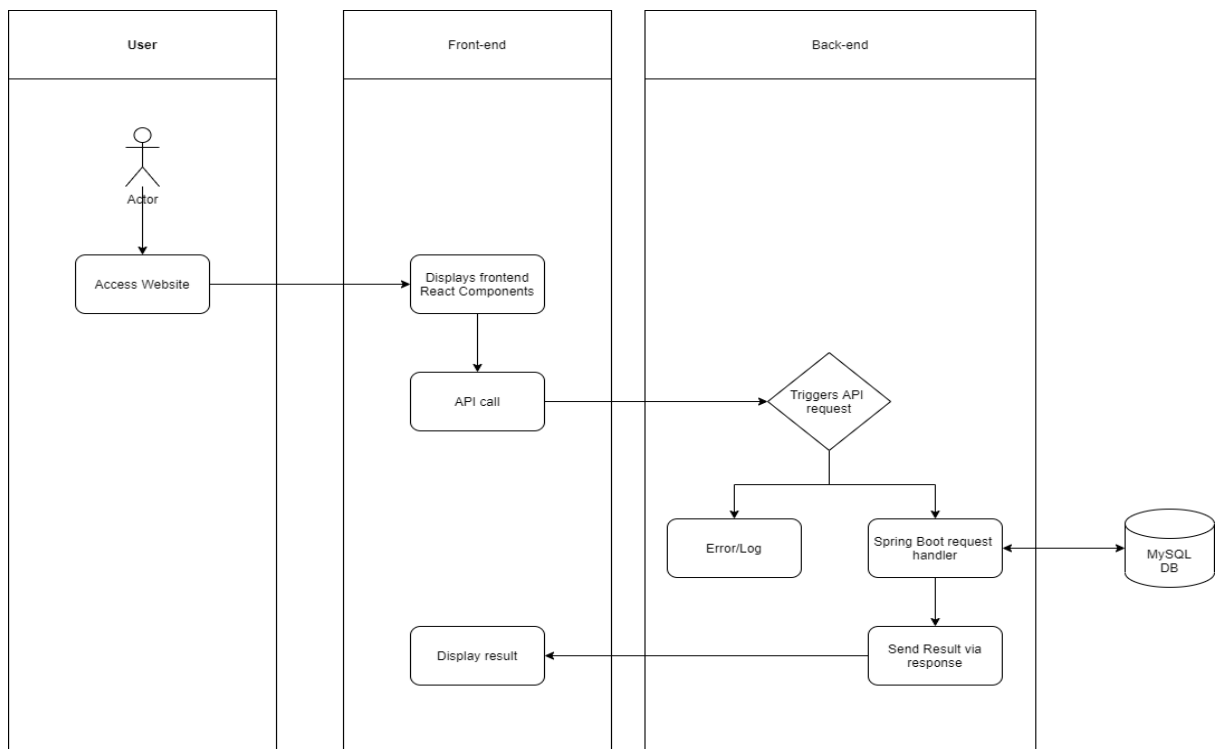 User
Front-end
Back-end
Actor
Access Website
Displays frontend
React Components
API call
Triggers API
request
Error/Log
Spring Boot request
handler
MySQL
DB
Display result
Send Result via
response